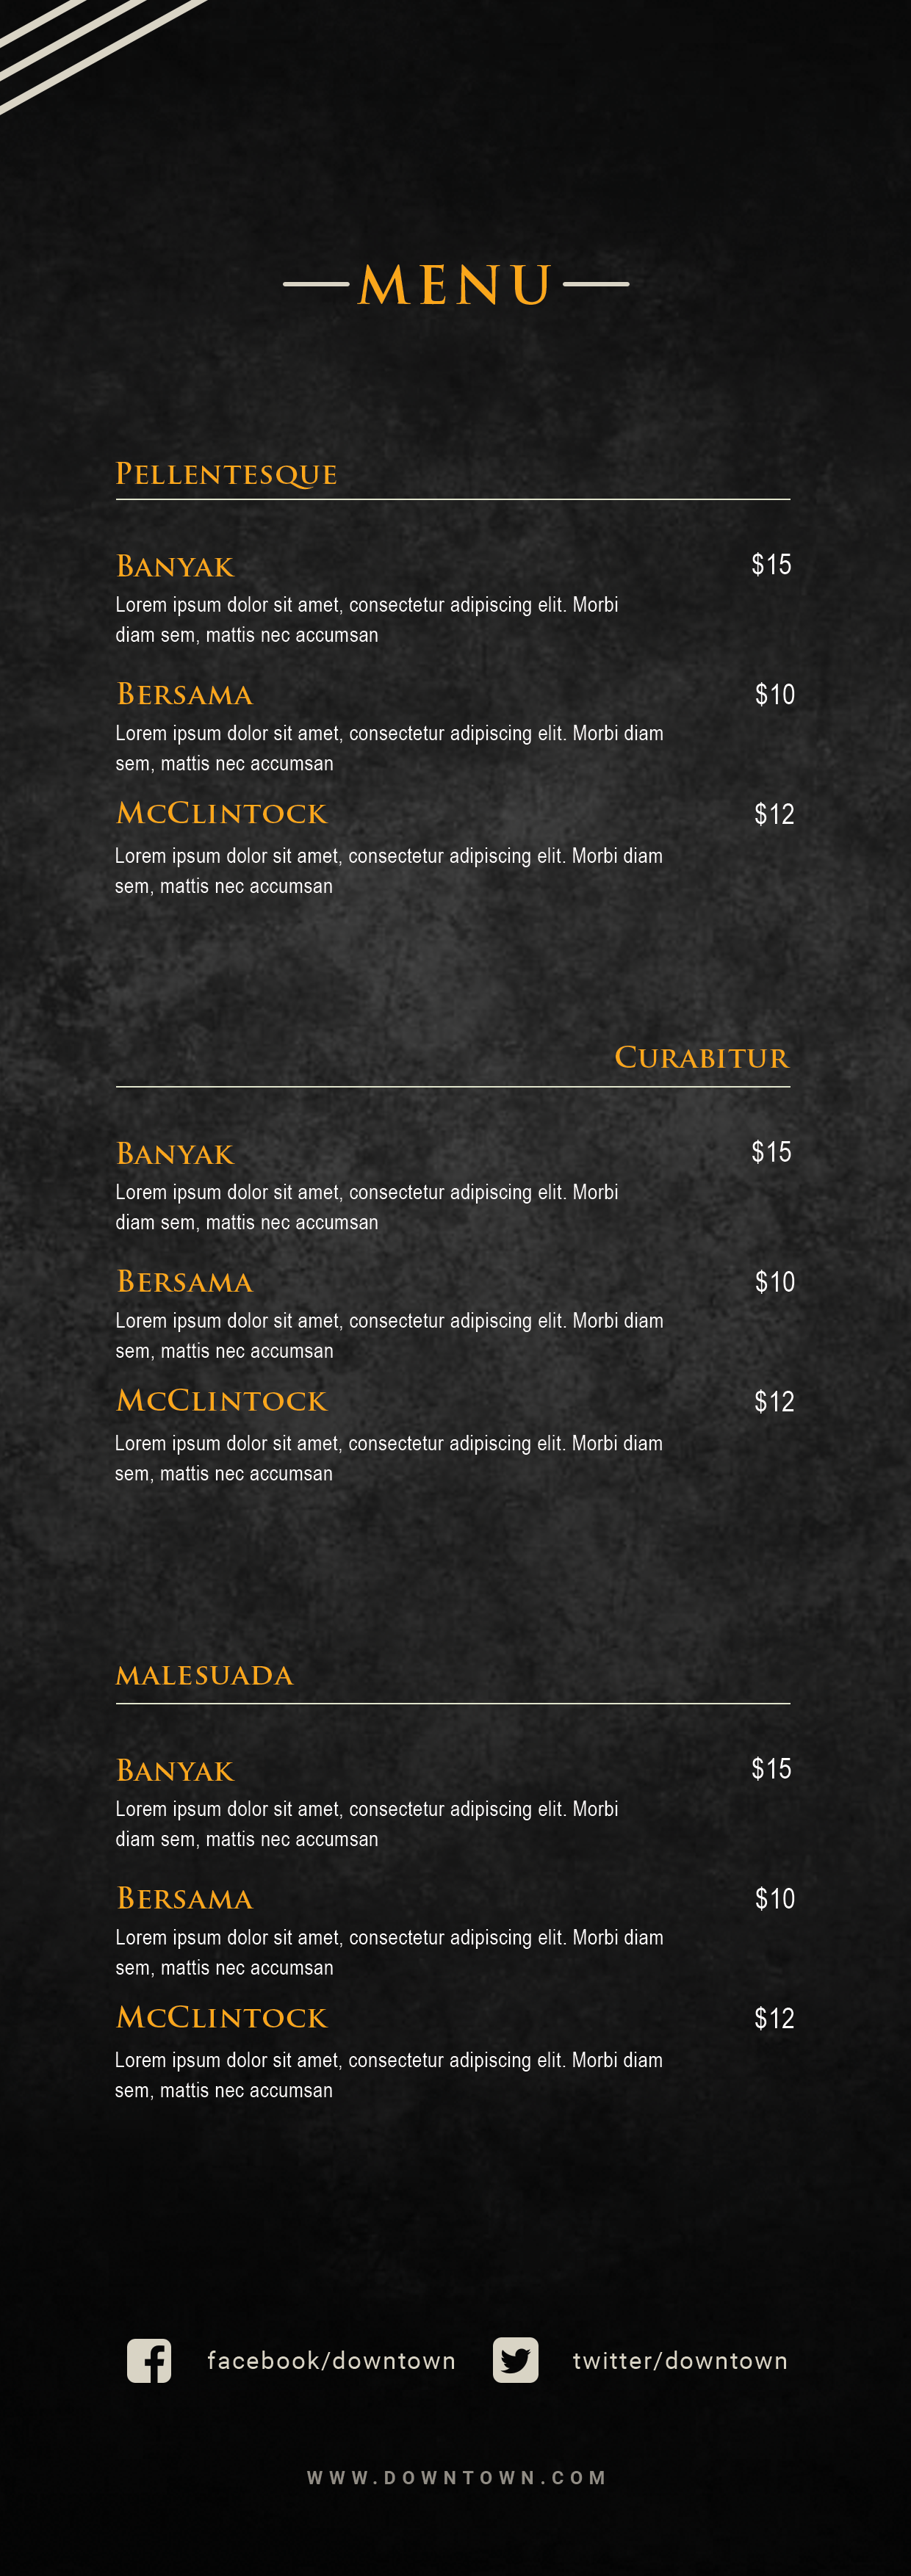 MENU
Pellentesque
Banyak $15
Lorem ipsum dolor sit amet, consectetur adipiscing elit. Morbi
diam sem, mattis nec accumsan
Bersama $10
Lorem ipsum dolor sit amet, consectetur adipiscing elit. Morbi diam
sem, mattis nec accumsan
McClintock $12
Lorem ipsum dolor sit amet, consectetur adipiscing elit. Morbi diam
sem, mattis nec accumsan
Curabitur
Banyak $15
Lorem ipsum dolor sit amet, consectetur adipiscing elit. Morbi
diam sem, mattis nec accumsan
Bersama $10
Lorem ipsum dolor sit amet, consectetur adipiscing elit. Morbi diam
sem, mattis nec accumsan
McClintock $12
Lorem ipsum dolor sit amet, consectetur adipiscing elit. Morbi diam
sem, mattis nec accumsan
malesuada
Banyak $15
Lorem ipsum dolor sit amet, consectetur adipiscing elit. Morbi
diam sem, mattis nec accumsan
Bersama $10
Lorem ipsum dolor sit amet, consectetur adipiscing elit. Morbi diam
sem, mattis nec accumsan
McClintock $12
Lorem ipsum dolor sit amet, consectetur adipiscing elit. Morbi diam
sem, mattis nec accumsan
facebook/downtown twitter/downtown
WWW.DOWNTOWN.COM